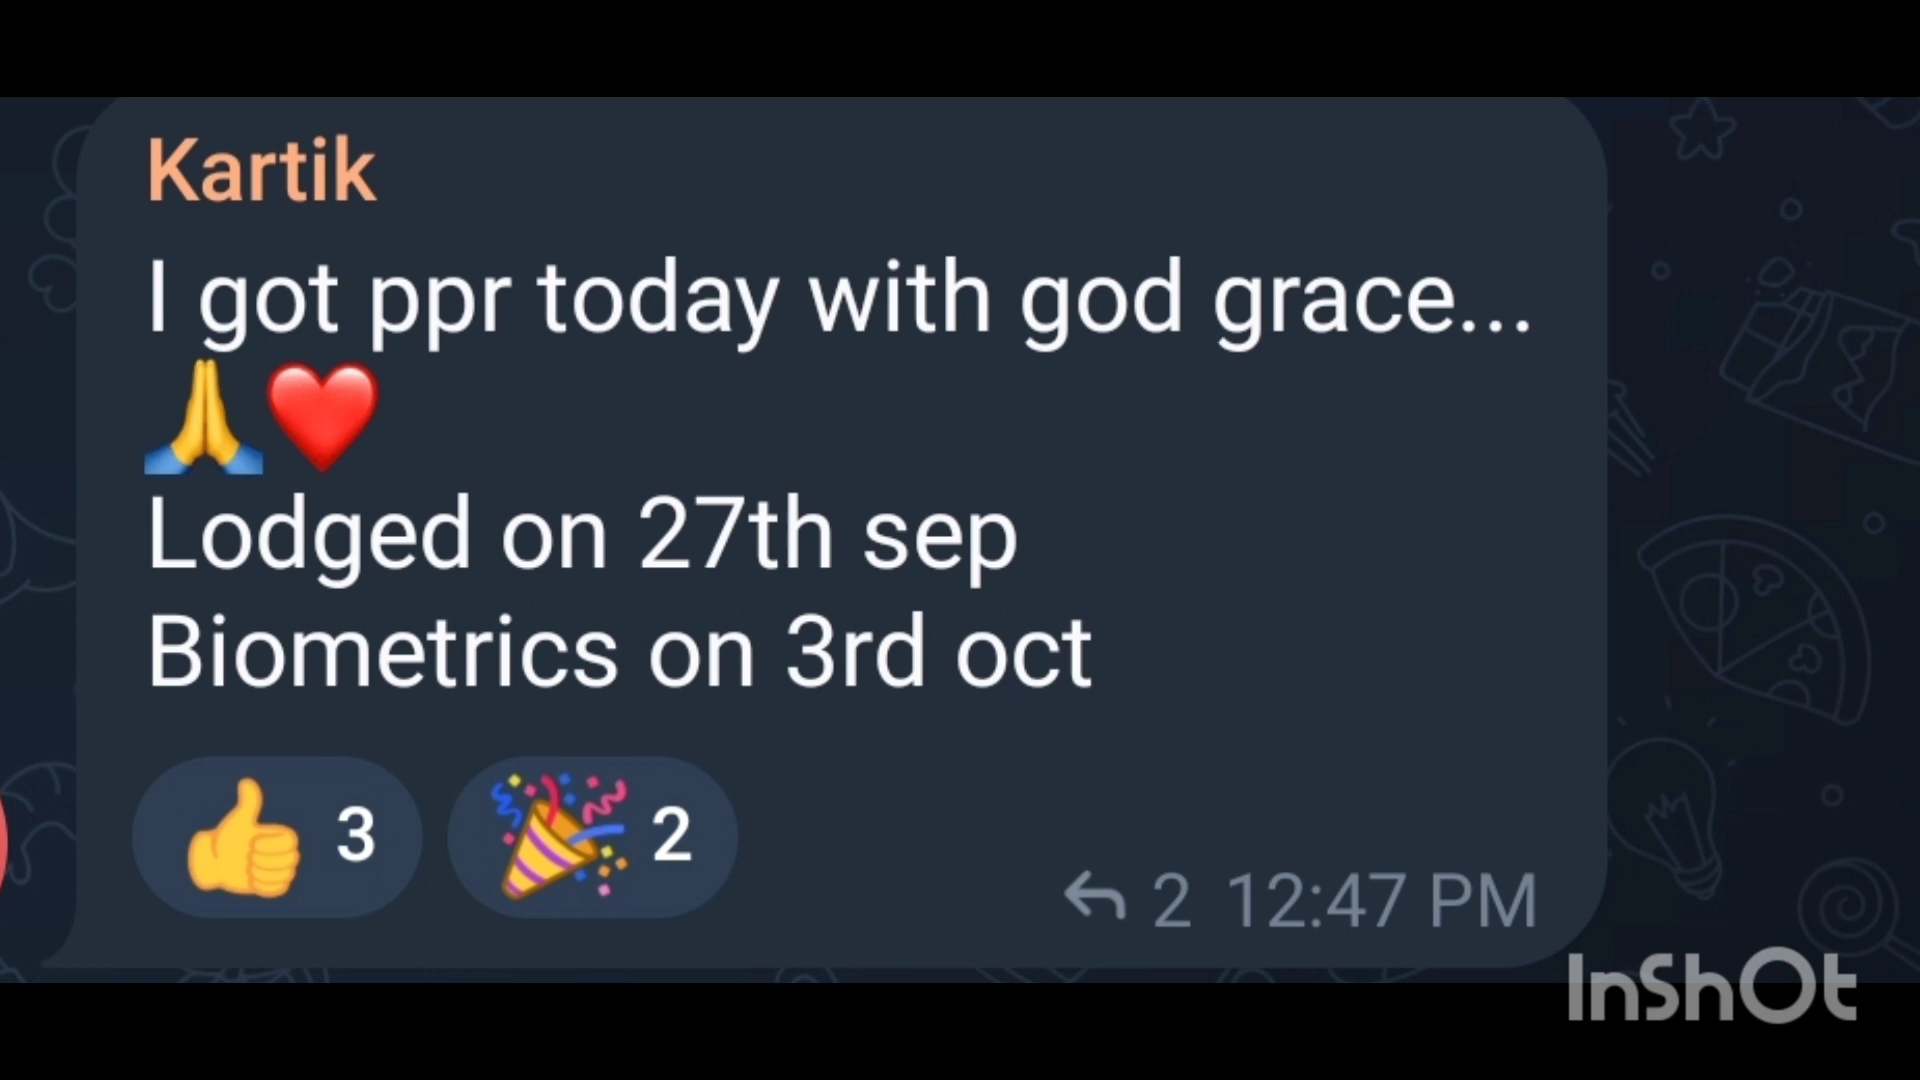 Kartik
I got ppr today with god grace...
🙏❤️
Lodged on 27th sep
Biometrics on 3rd oct
👍 3 🎉 2
2 12:47 PM
InShOt